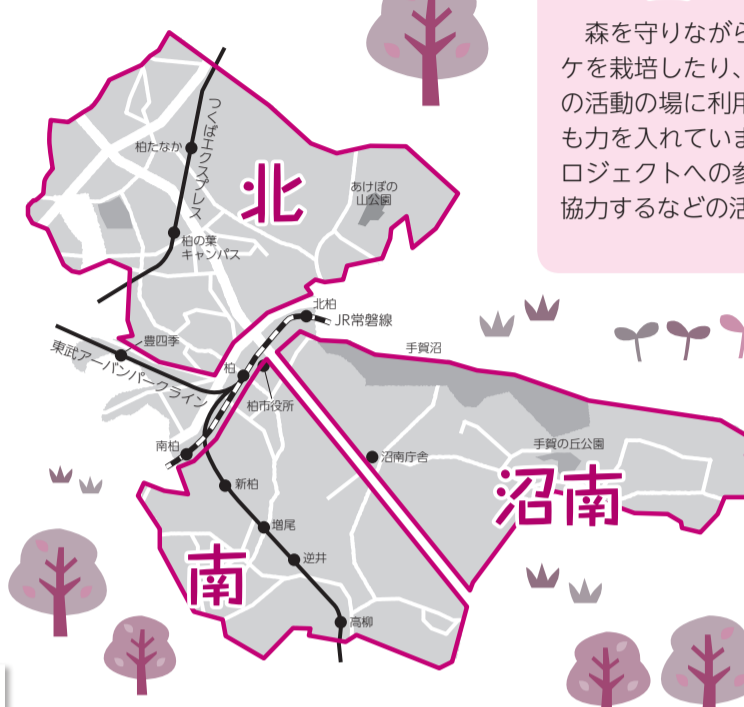 森を守りながら
ケを栽培したり、
の活動の場に利用
も力を入れていま
ロジェクトへの参
協力するなどの活
つくばエクスプレス
柏たなか
北
あけぼの
山公園
柏の葉
キャンパス
北柏
JR常磐線
豊四季
東武アーバンパークライン
柏
手賀沼
柏市役所
南柏
手賀の丘公園
沼南庁舎
沼南
新柏
増尾
逆井
南
高柳